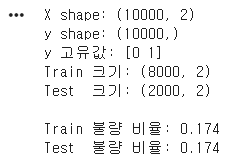 ••• X shape: (10000, 2)
y shape: (10000,)
y 고유값: [0 1]
Train 크기: (8000, 2)
Test 크기: (2000, 2)
Train 불량 비율: 0.174
Test 불량 비율: 0.174